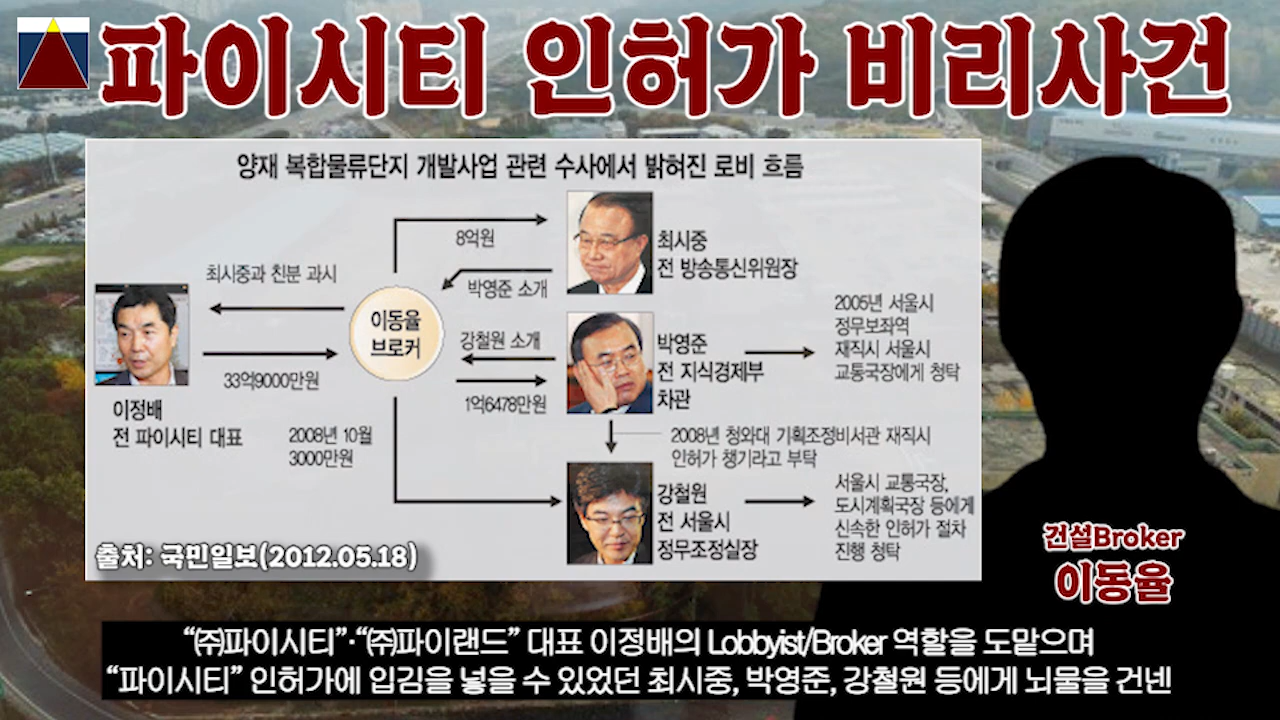 파이시티 인허가 비리사건
양재 복합물류단지 개발사업 관련 수사에서 밝혀진 로비 흐름
8억원
최시중
전 방송통신위원장
박영준 소개
최시중과 친분 과시
이동율
브로커
33억9000만원
이정배
전 파이시티 대표
강철원 소개
1억6478만원
박영준
전 지식경제부
차관
2005년 서울시
정무보좌역
재직시 서울시
교통국장에게 청탁
2008년 10월
3000만원
2008년 청와대 기획조정비서관 재직시
인허가 챙기라고 부탁
강철원
전 서울시
정무조정실장
서울시 교통국장,
도시계획국장 등에게
신속한 인허가 절차
진행 청탁
출처: 국민일보(2012.05.18)
건설Broker
이동율
“㈜파이시티”·“㈜파이랜드” 대표 이정배의 Lobbyist/Broker 역할을 도맡으며
“파이시티” 인허가에 입김을 넣을 수 있었던 최시중, 박영준, 강철원 등에게 뇌물을 건넨